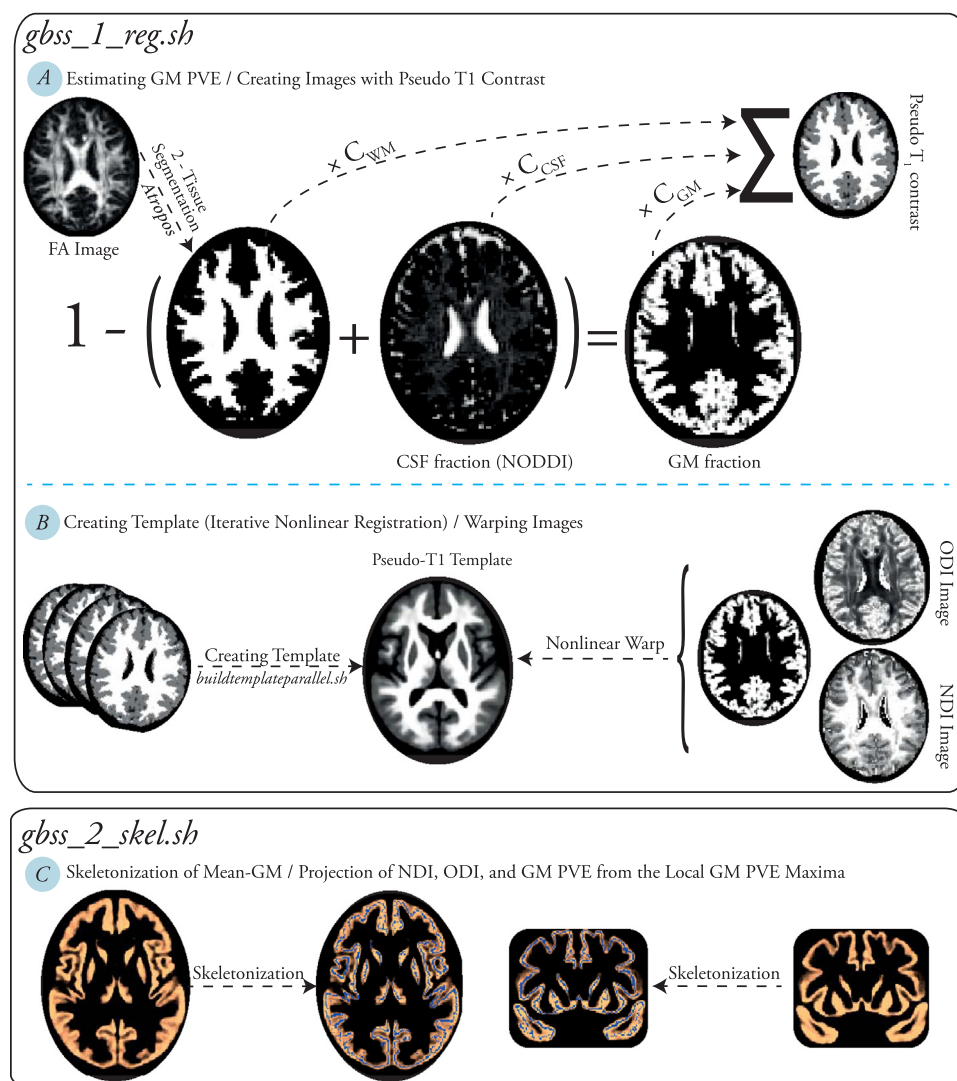 gbss_1_reg.sh
A Estimating GM PVE / Creating Images with Pseudo T1 Contrast
FA Image
2 - Tissue
Segmentation
Atropos
× C_WM
× C_CSF
× C_GM
Σ
Pseudo T1 contrast
1 - ( + ) =
CSF fraction (NODDI)
GM fraction
B Creating Template (Iterative Nonlinear Registration) / Warping Images
Pseudo-T1 Template
Creating Template
buildtemplateparallel.sh
Nonlinear Warp
ODI Image
NDI Image
gbss_2_skel.sh
C Skeletonization of Mean-GM / Projection of NDI, ODI, and GM PVE from the Local GM PVE Maxima
Skeletonization
Skeletonization